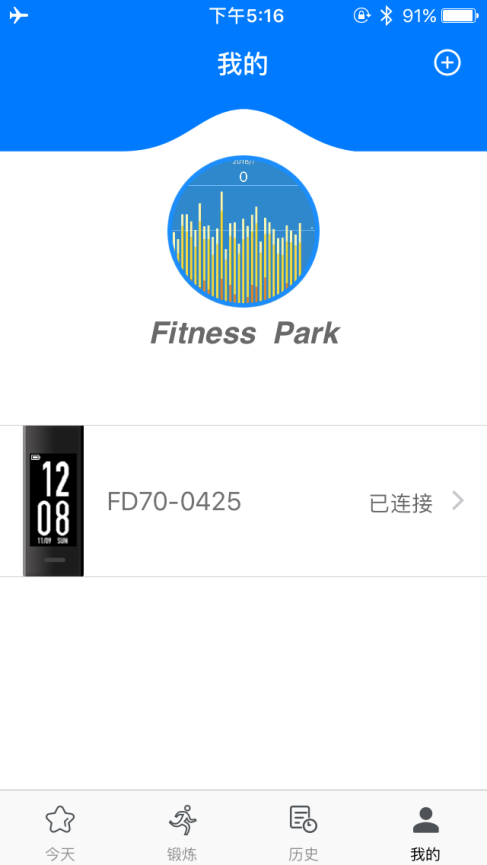 下午5:16 91%
我的
0
Fitness Park
12
08
11/09 SUN
FD70-0425 已连接
今天 锻炼 历史 我的